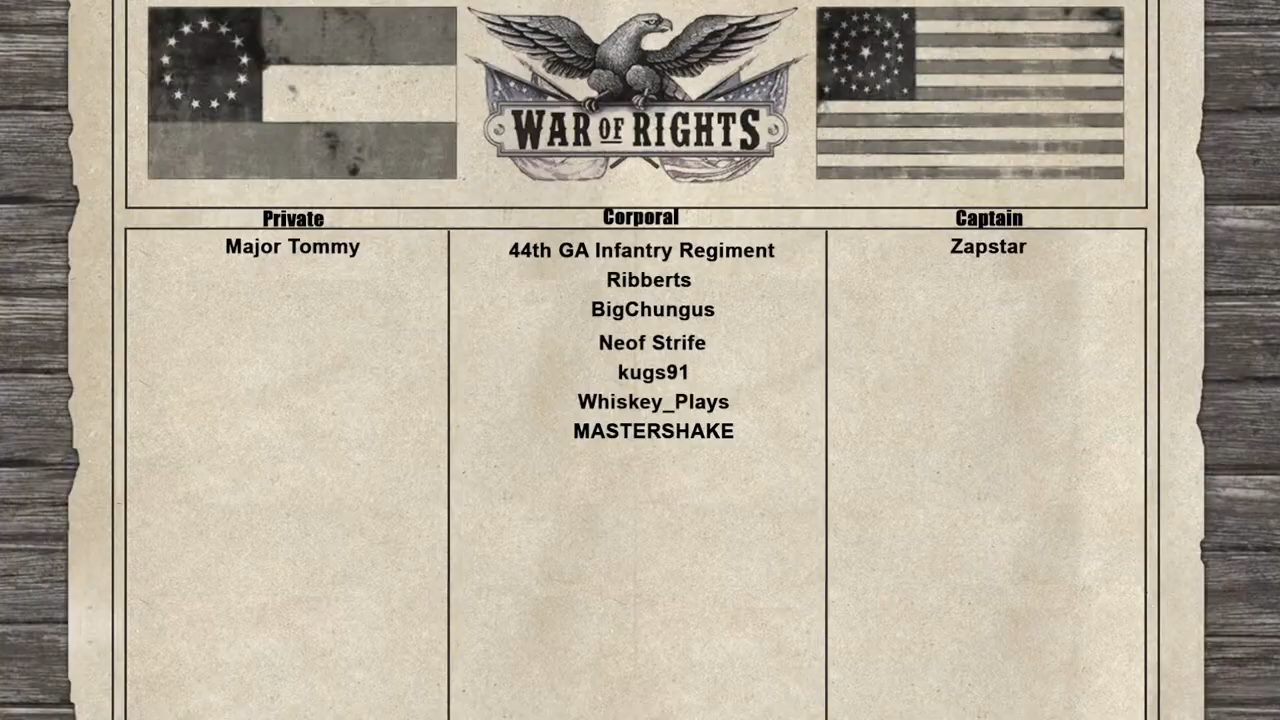 WAR OF RIGHTS
Private
Corporal
Captain
Major Tommy
44th GA Infantry Regiment
Zapstar
Ribberts
BigChungus
Neof Strife
kugs91
Whiskey_Plays
MASTERSHAKE